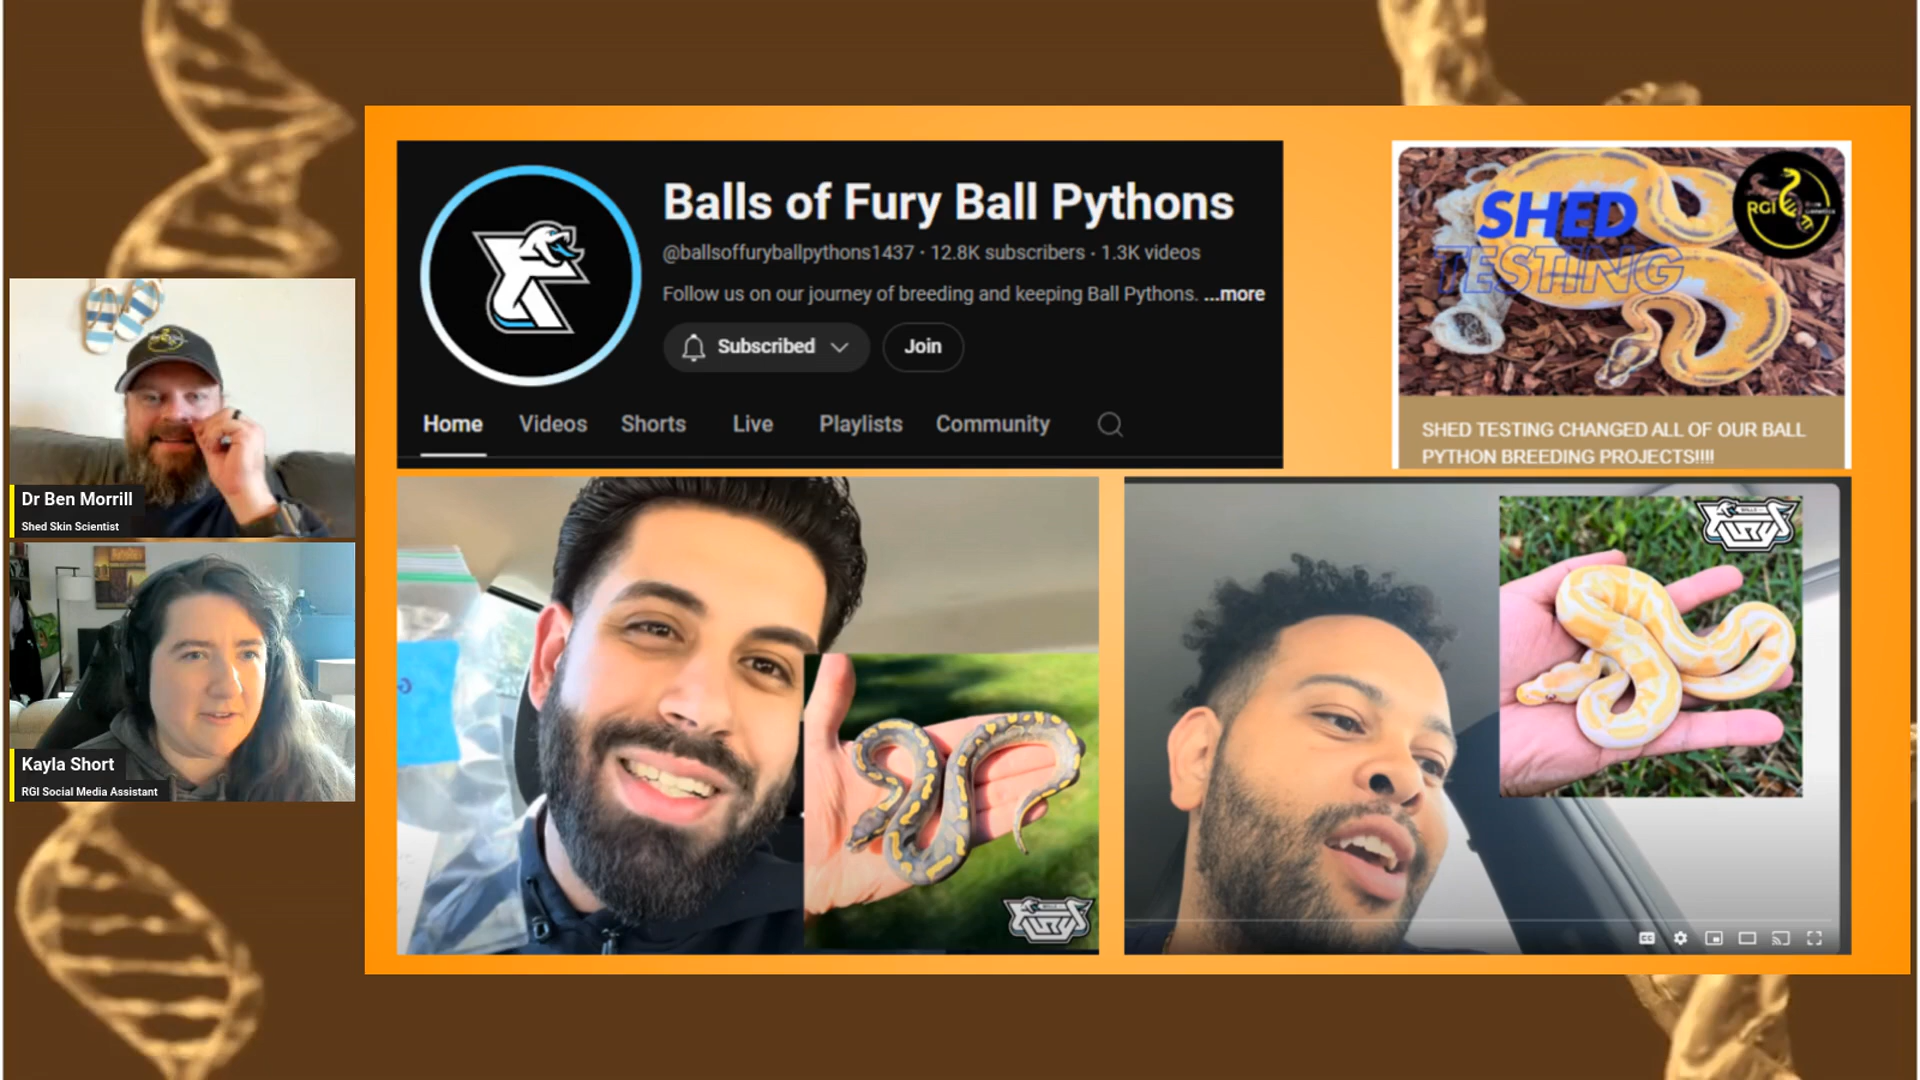 Balls of Fury Ball Pythons
@ballsoffuryballpythons1437 · 12.8K subscribers · 1.3K videos
Follow us on our journey of breeding and keeping Ball Pythons. ...more
Subscribed
Join
Home Videos Shorts Live Playlists Community
SHED
TESTING
RGI
SHED TESTING CHANGED ALL OF OUR BALL
PYTHON BREEDING PROJECTS!!!!
Dr Ben Morrill
Shed Skin Scientist
Kayla Short
RGI Social Media Assistant
FURY
FURY
CC